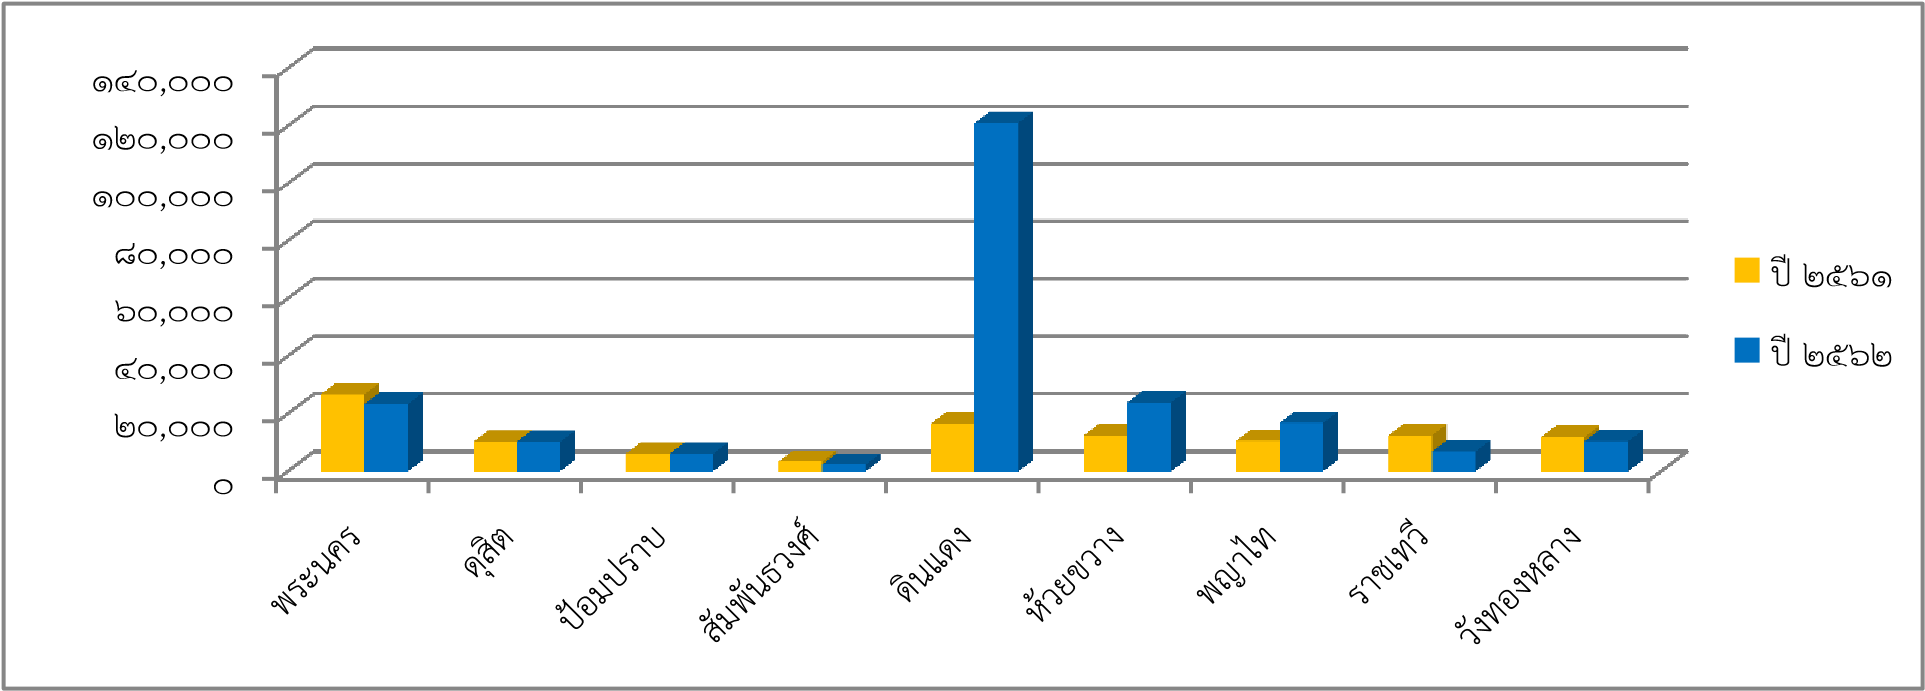 ๑๔๐,๐๐๐
๑๒๐,๐๐๐
๑๐๐,๐๐๐
๘๐,๐๐๐
๖๐,๐๐๐
๔๐,๐๐๐
๒๐,๐๐๐
๐
พระนคร
ดุสิต
ป้อมปราบ
สัมพันธวงศ์
ดินแดง
ห้วยขวาง
พญาไท
ราชเทวี
วังทองหลาง
ปี ๒๕๖๑
ปี ๒๕๖๒